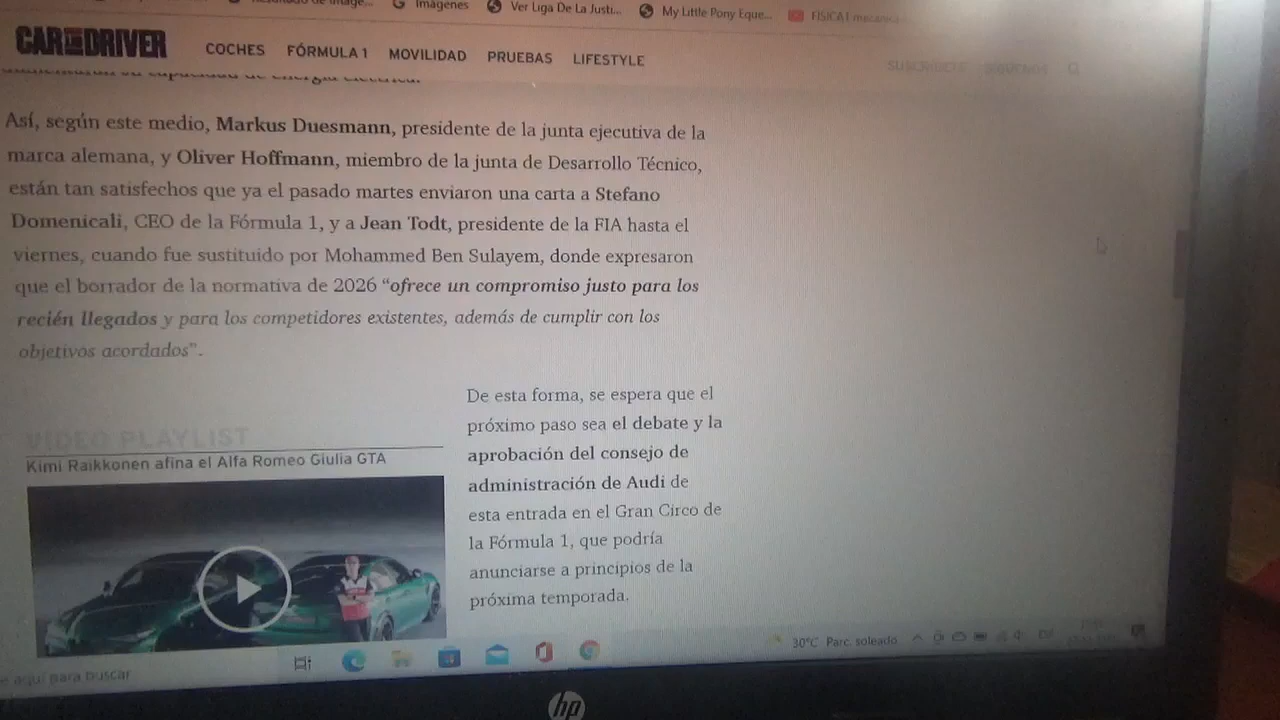 Imágenes
Ver Liga De La Justi...
My Little Pony Eque...
CAR AND DRIVER
COCHES
FÓRMULA 1
MOVILIDAD
PRUEBAS
LIFESTYLE
Así, según este medio, Markus Duesmann, presidente de la junta ejecutiva de la
marca alemana, y Oliver Hoffmann, miembro de la junta de Desarrollo Técnico,
están tan satisfechos que ya el pasado martes enviaron una carta a Stefano
Domenicali, CEO de la Fórmula 1, y a Jean Todt, presidente de la FIA hasta el
viernes, cuando fue sustituido por Mohammed Ben Sulayem, donde expresaron
que el borrador de la normativa de 2026 “ofrece un compromiso justo para los
recién llegados y para los competidores existentes, además de cumplir con los
objetivos acordados”.
VIDEO PLAYLIST
Kimi Raikkonen afina el Alfa Romeo Giulia GTA
De esta forma, se espera que el
próximo paso sea el debate y la
aprobación del consejo de
administración de Audi de
esta entrada en el Gran Circo de
la Fórmula 1, que podría
anunciarse a principios de la
próxima temporada.
e aquí para buscar
30°C Parc. soleado
hp